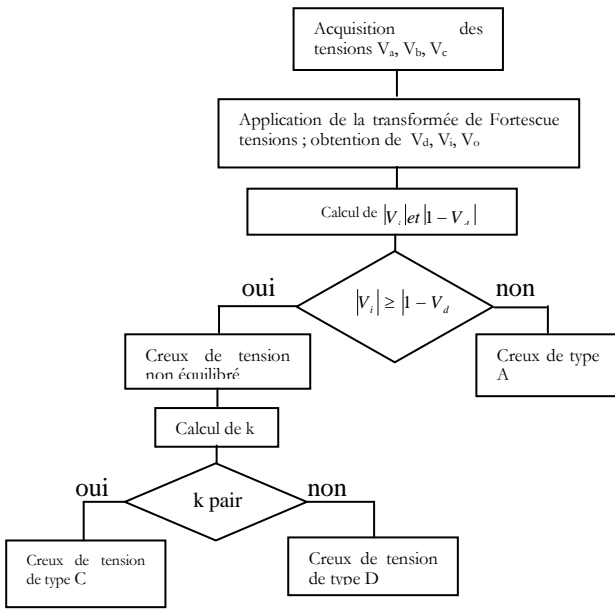 Acquisition des
tensions Va, Vb, Vc
Application de la transformée de Fortescue
tensions ; obtention de Vd, Vi, Vo
Calcul de |Vi| et |1 − Vd|
oui
non
|Vi| ≥ |1 − Vd
Creux de tension
non équilibré
Creux de type
A
Calcul de k
oui
non
k pair
Creux de tension
de type C
Creux de tension
de type D